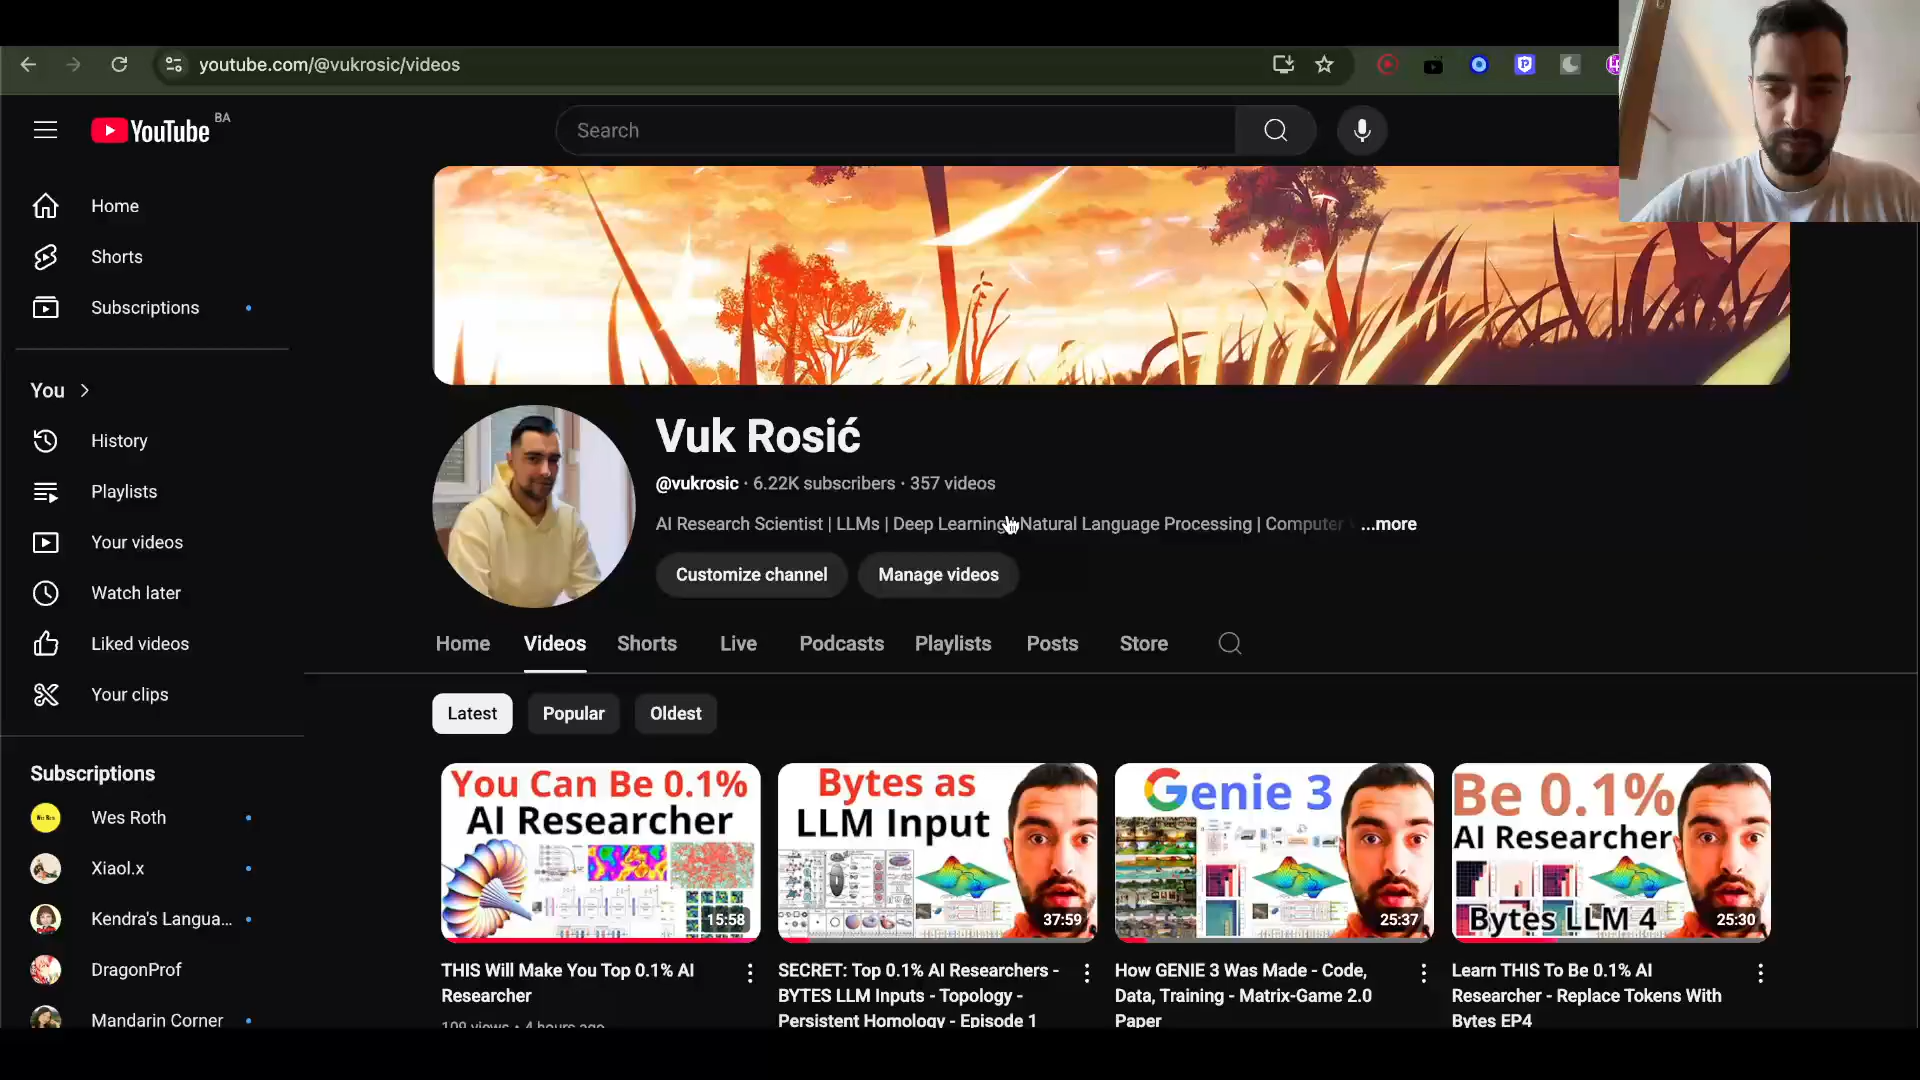 youtube.com/@vukrosic/videos
YouTube BA
Search
Home
Shorts
Subscriptions
You
History
Playlists
Your videos
Watch later
Liked videos
Your clips
Subscriptions
Wes Roth
Xiaol.x
Kendra's Langua...
DragonProf
Mandarin Corner
Vuk Rosić
@vukrosic · 6.22K subscribers · 357 videos
AI Research Scientist | LLMs | Deep Learning | Natural Language Processing | Computer ...more
Customize channel
Manage videos
Home Videos Shorts Live Podcasts Playlists Posts Store
Latest Popular Oldest
You Can Be 0.1%
AI Researcher
15:58
THIS Will Make You Top 0.1% AI
Researcher
109 views • 4 hours ago
Bytes as
LLM Input
37:59
SECRET: Top 0.1% AI Researchers -
BYTES LLM Inputs - Topology -
Persistent Homology - Episode 1
Genie 3
25:37
How GENIE 3 Was Made - Code,
Data, Training - Matrix-Game 2.0
Paper
Be 0.1%
AI Researcher
Bytes LLM 4
25:30
Learn THIS To Be 0.1% AI
Researcher - Replace Tokens With
Bytes EP4